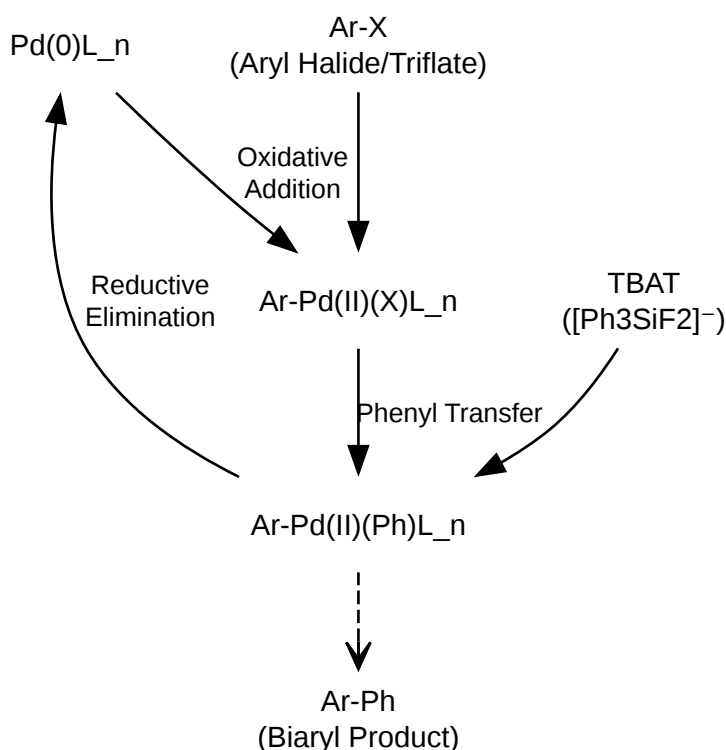 Pd(0)L_n
Ar-X
(Aryl Halide/Triflate)
Oxidative
Addition
Reductive
Elimination
Ar-Pd(II)(X)L_n
TBAT
([Ph3SiF2]⁻)
Phenyl Transfer
Ar-Pd(II)(Ph)L_n
Ar-Ph
(Biaryl Product)